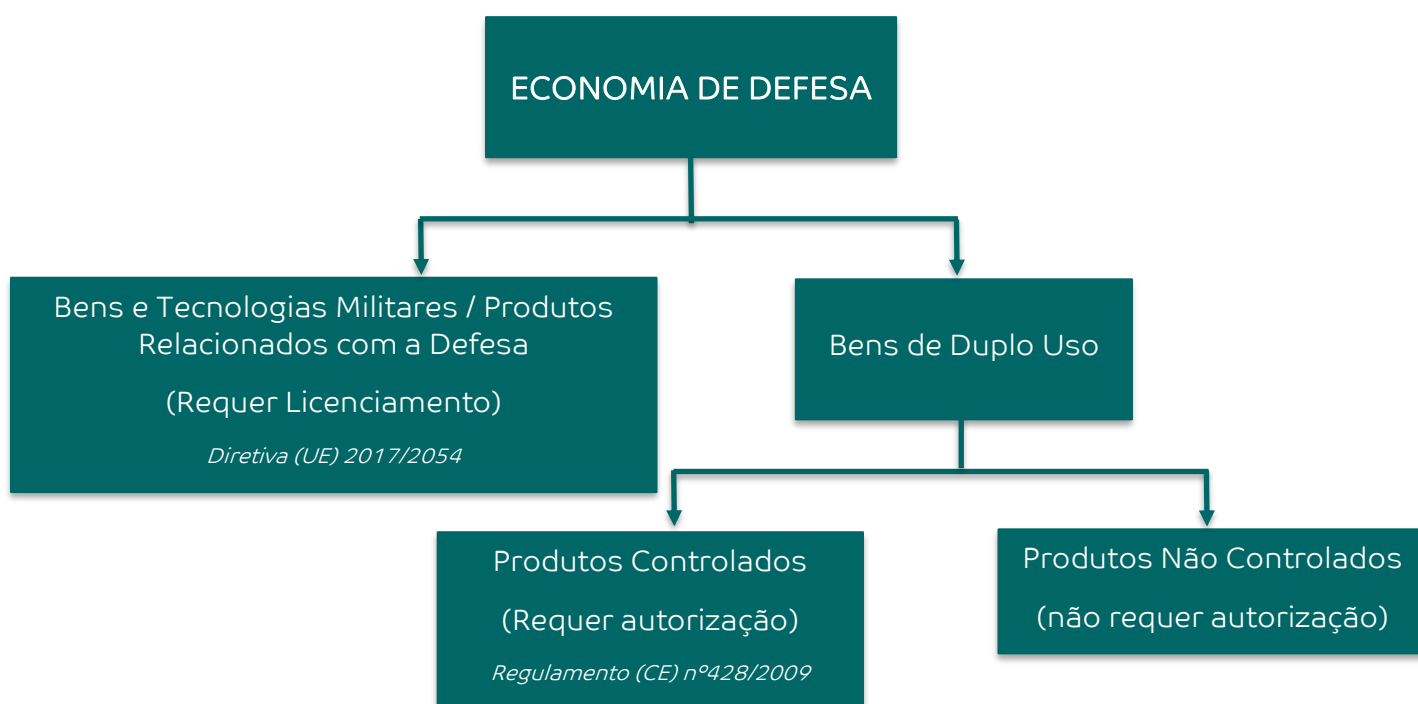 ECONOMIA DE DEFESA
Bens e Tecnologias Militares / Produtos
Relacionados com a Defesa
(Requer Licenciamento)
Diretiva (UE) 2017/2054
Bens de Duplo Uso
Produtos Controlados
(Requer autorização)
Regulamento (CE) nº428/2009
Produtos Não Controlados
(não requer autorização)